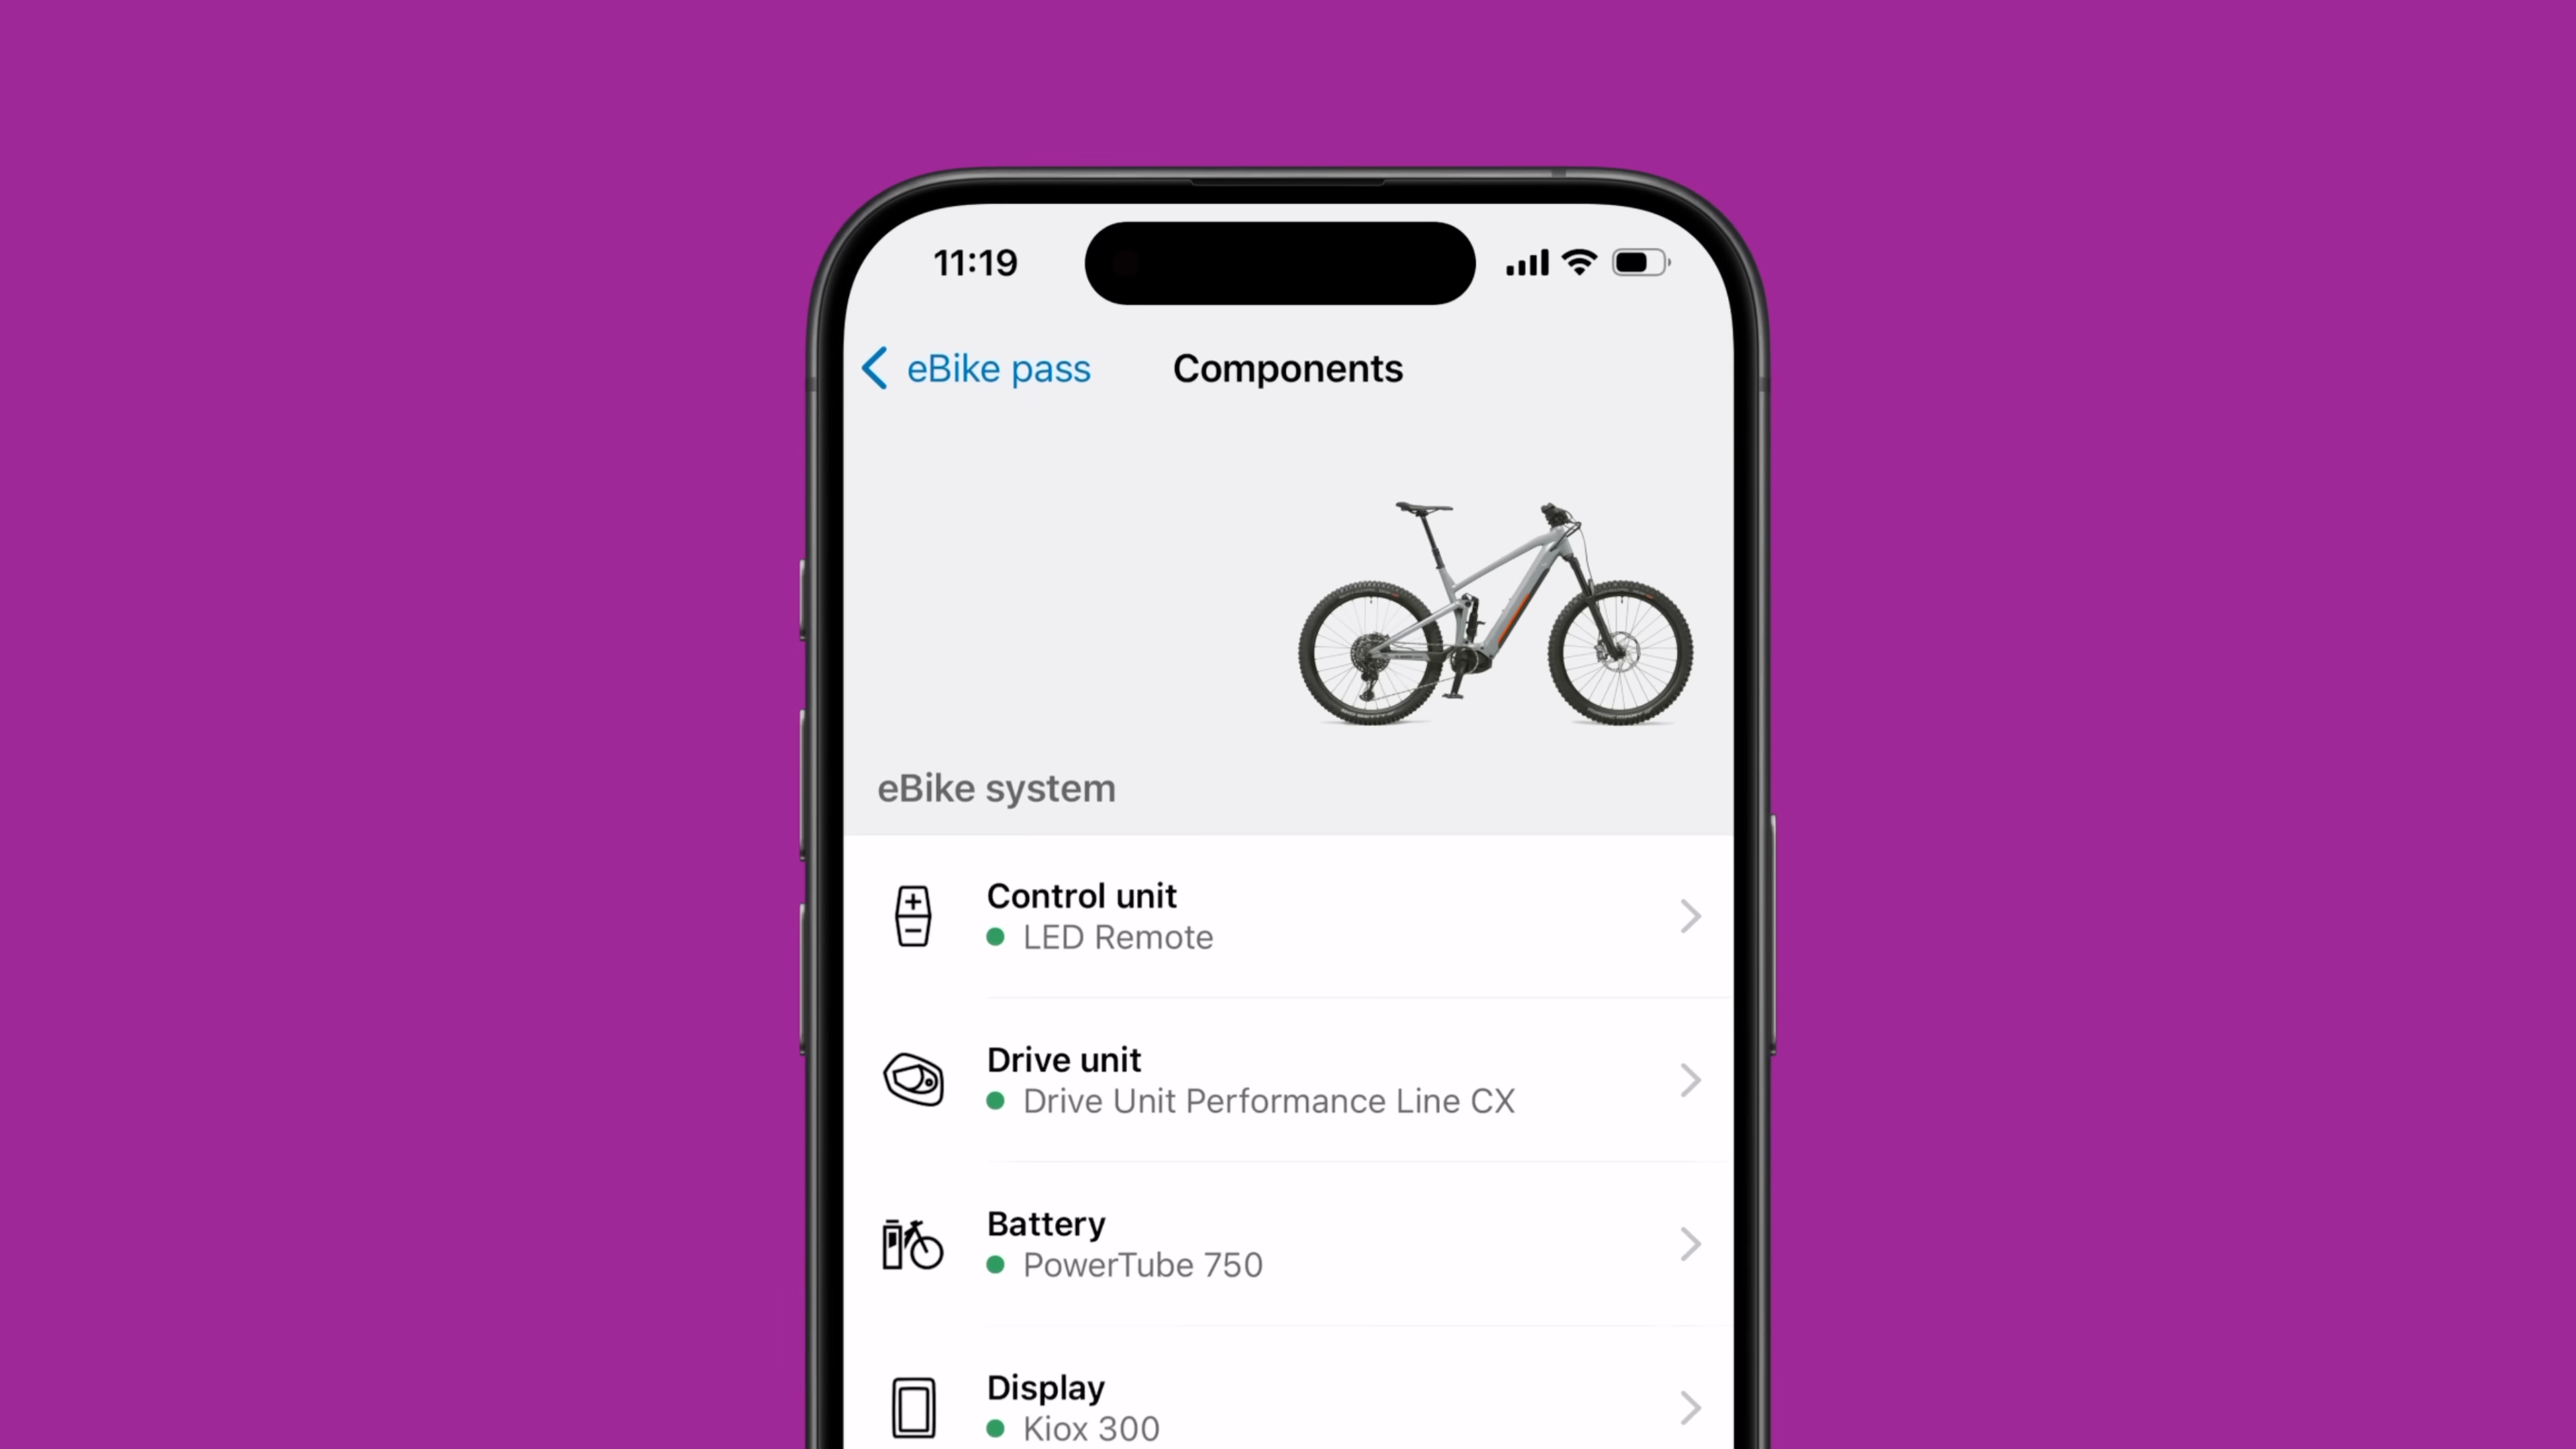 11:19
eBike pass
Components
eBike system
Control unit
LED Remote
Drive unit
Drive Unit Performance Line CX
Battery
PowerTube 750
Display
Kiox 300